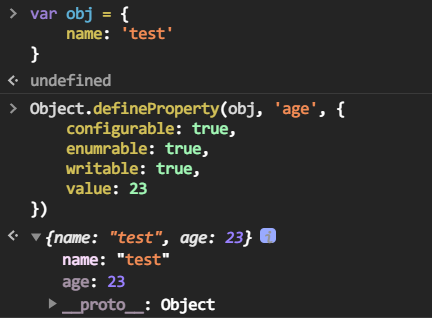 > var obj = {
name: 'test'
}
undefined
> Object.defineProperty(obj, 'age', {
configurable: true,
enumrable: true,
writable: true,
value: 23
})
{name: "test", age: 23} i
name: "test"
age: 23
__proto__: Object